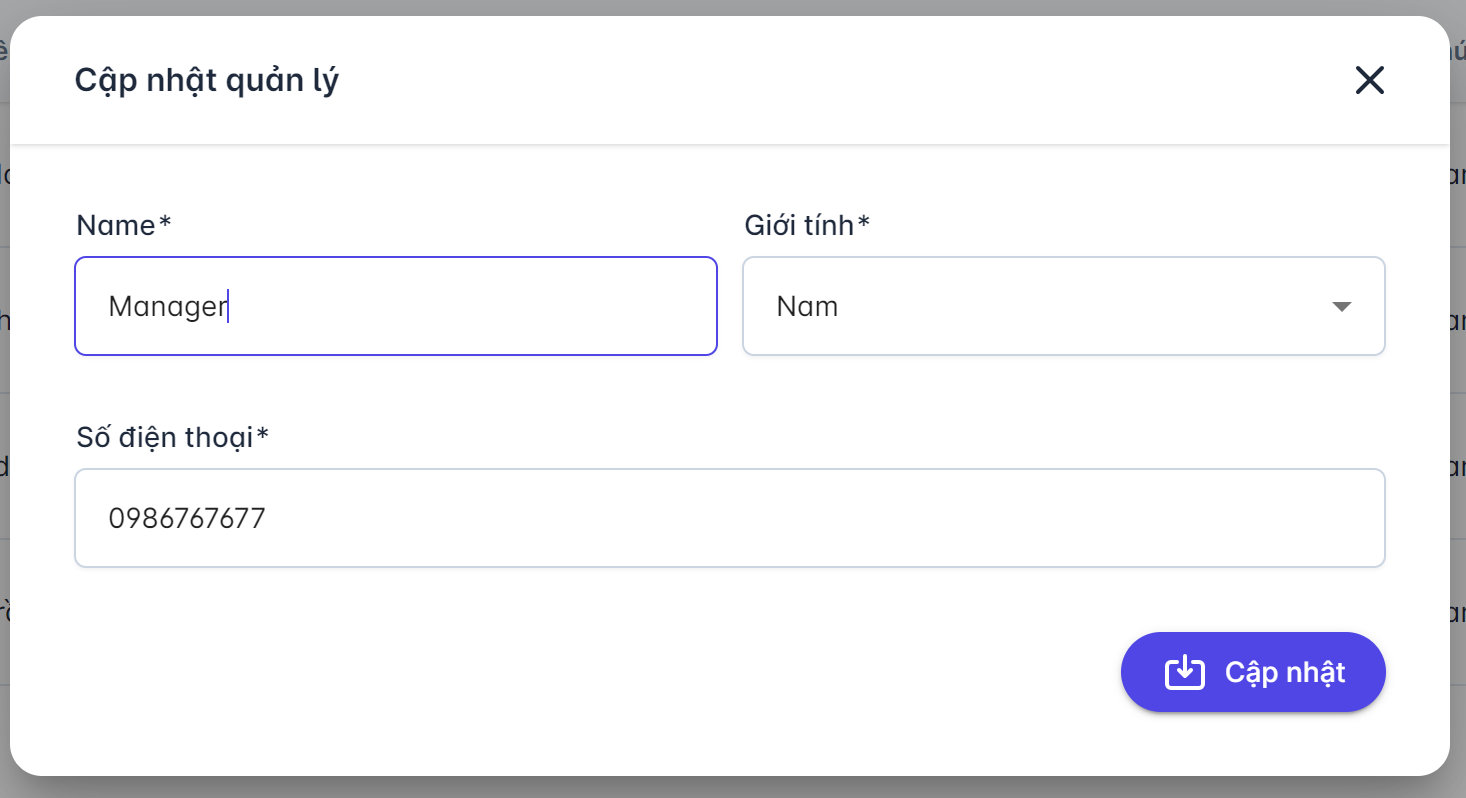 Cập nhật quản lý
Name* Giới tính*
Manager Nam
Số điện thoại*
0986767677
Cập nhật